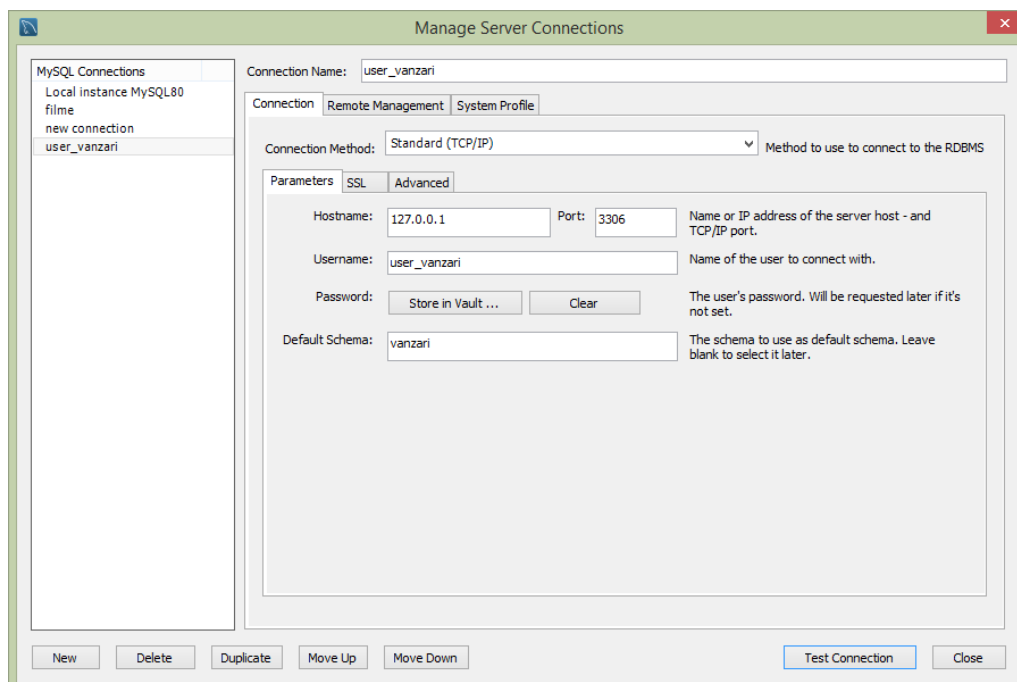 Manage Server Connections
MySQL Connections
Local instance MySQL80
filme
new connection
user_vanzari
Connection Name: user_vanzari
Connection Remote Management System Profile
Connection Method: Standard (TCP/IP) Method to use to connect to the RDBMS
Parameters SSL Advanced
Hostname: 127.0.0.1 Port: 3306 Name or IP address of the server host - and
TCP/IP port.
Username: user_vanzari Name of the user to connect with.
Password: Store in Vault ... Clear The user's password. Will be requested later if it's
not set.
Default Schema: vanzari The schema to use as default schema. Leave
blank to select it later.
New Delete Duplicate Move Up Move Down Test Connection Close